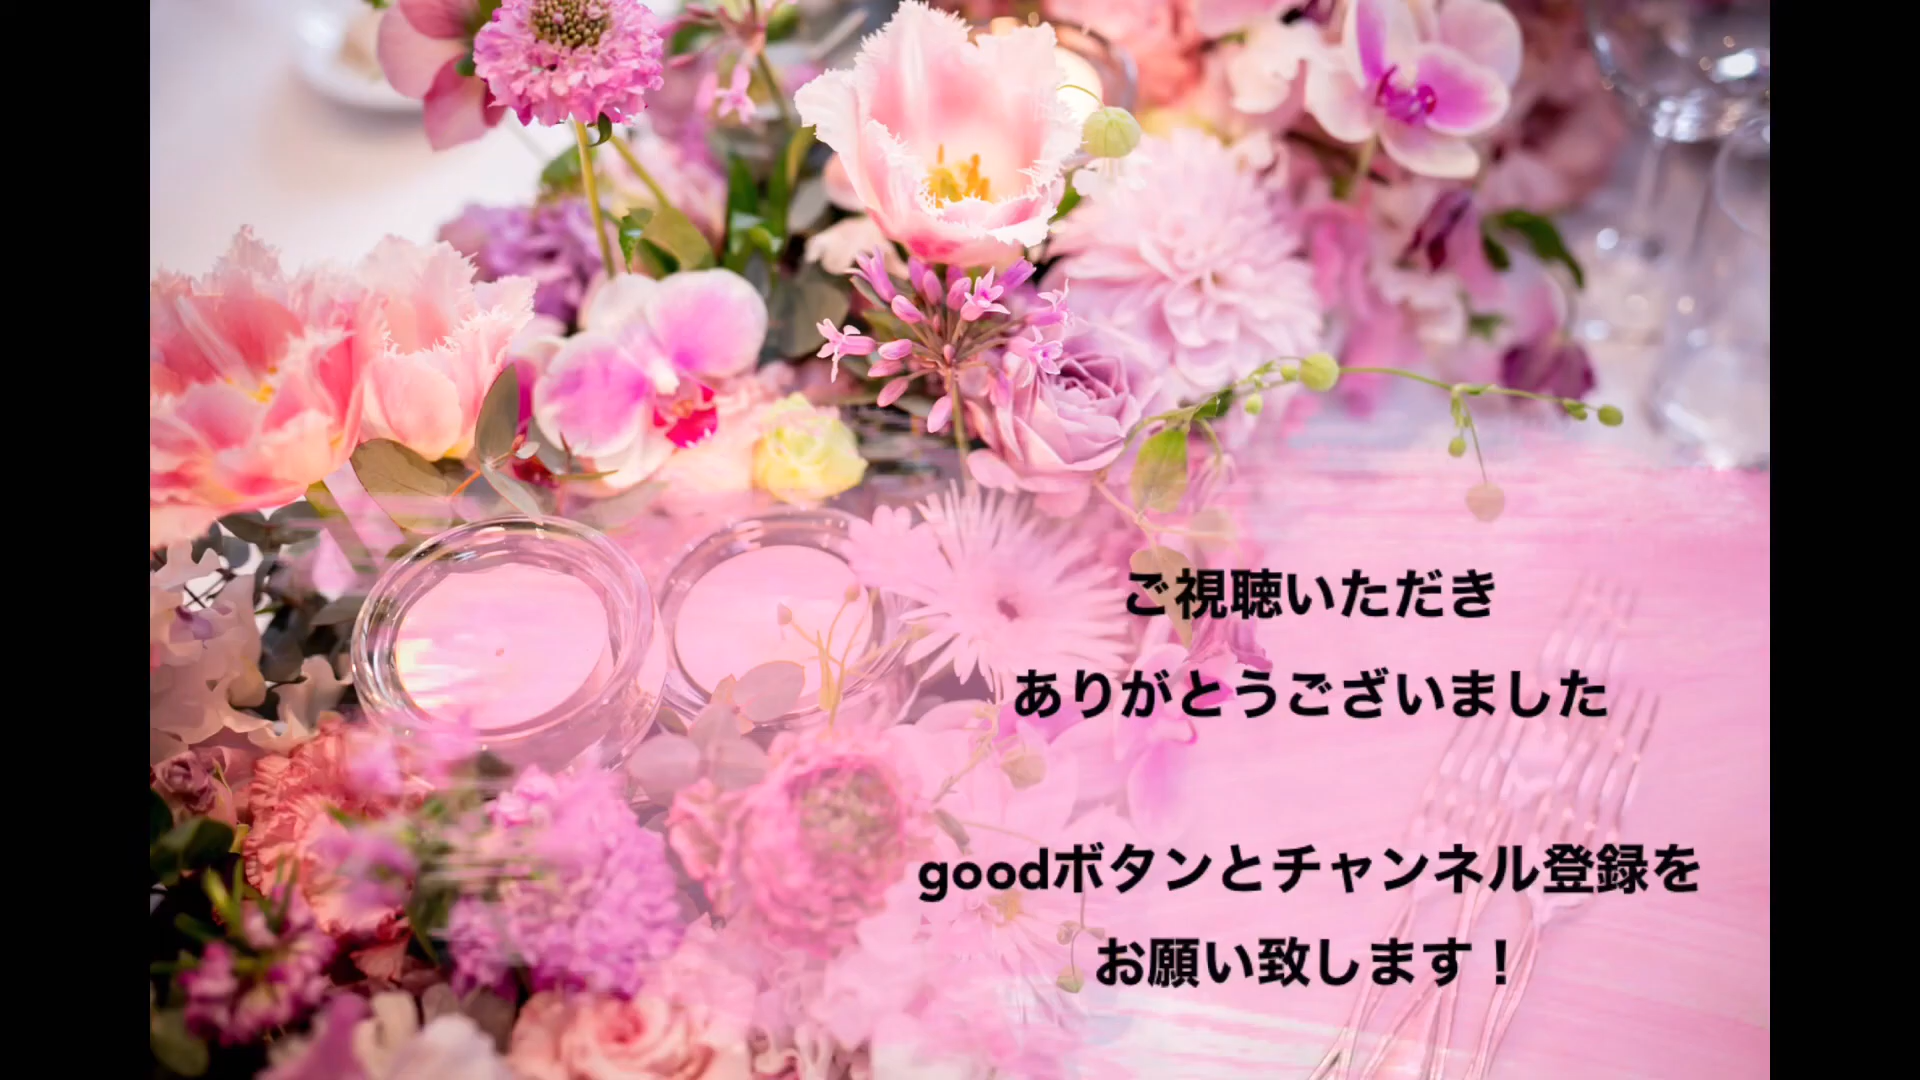 ご視聴いただき
ありがとうございました
goodボタンとチャンネル登録を
お願い致します！